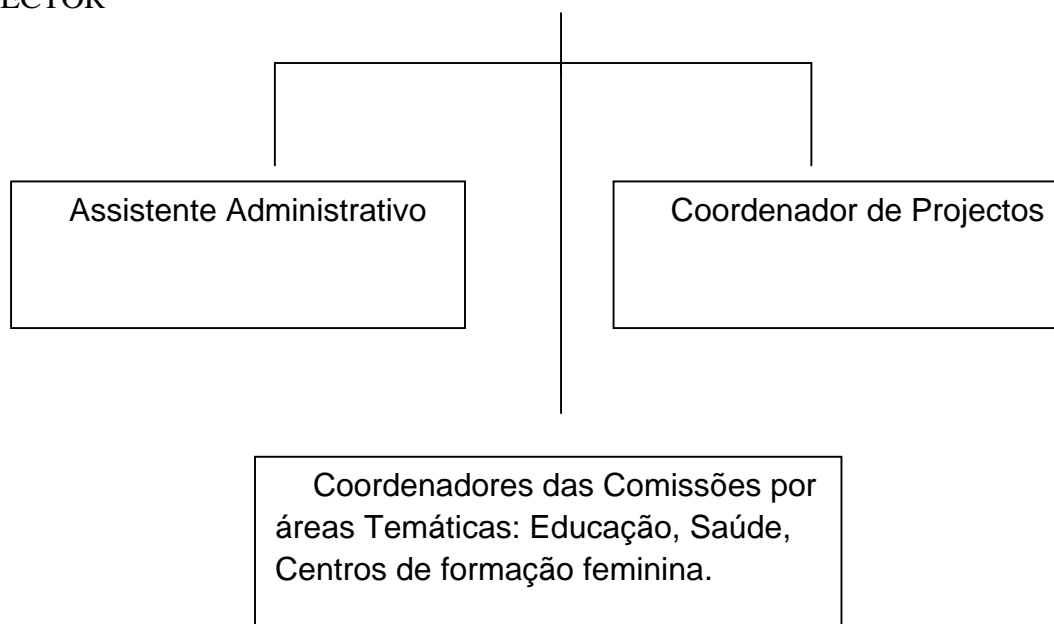 Assistente Administrativo
Coordenador de Projectos
Coordenadores das Comissões por
áreas Temáticas: Educação, Saúde,
Centros de formação feminina.